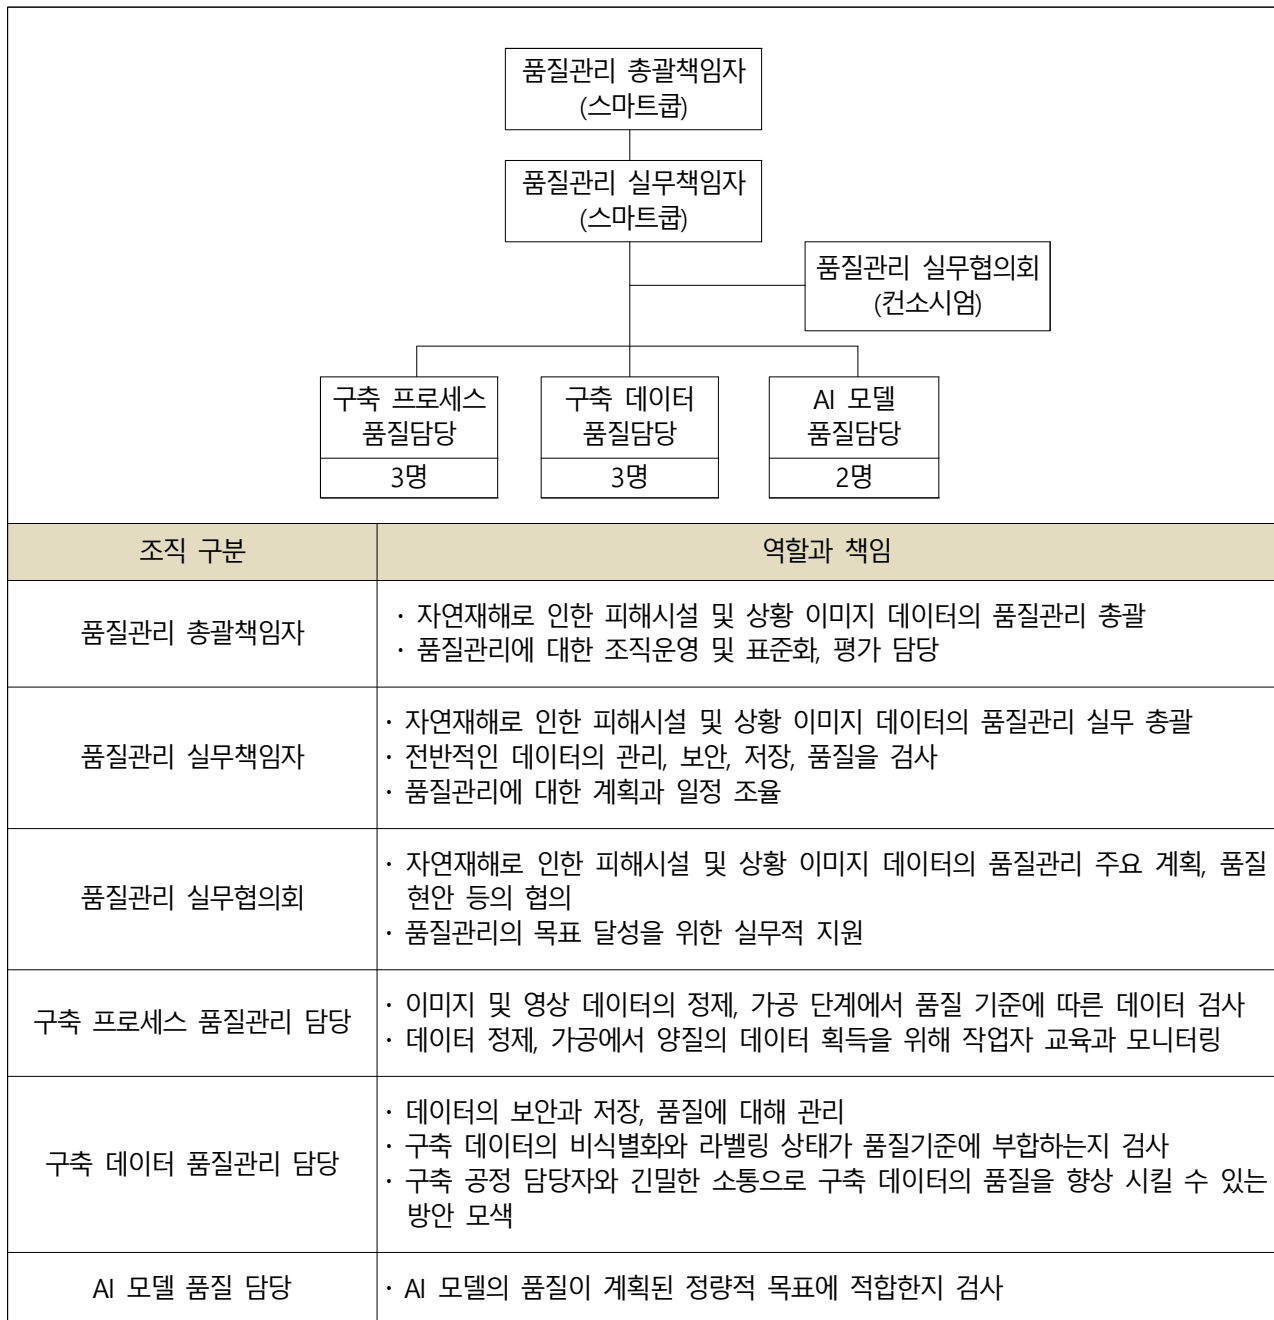 품질관리 총괄책임자
(스마트쿱)
품질관리 실무책임자
(스마트쿱)
품질관리 실무협의회
(컨소시엄)
구축 프로세스
품질담당
3명
구축 데이터
품질담당
3명
AI 모델
품질담당
2명
조직 구분
역할과 책임
품질관리 총괄책임자
· 자연재해로 인한 피해시설 및 상황 이미지 데이터의 품질관리 총괄
· 품질관리에 대한 조직운영 및 표준화, 평가 담당
품질관리 실무책임자
· 자연재해로 인한 피해시설 및 상황 이미지 데이터의 품질관리 실무 총괄
· 전반적인 데이터의 관리, 보안, 저장, 품질을 검사
· 품질관리에 대한 계획과 일정 조율
품질관리 실무협의회
· 자연재해로 인한 피해시설 및 상황 이미지 데이터의 품질관리 주요 계획, 품질
현안 등의 협의
· 품질관리의 목표 달성을 위한 실무적 지원
구축 프로세스 품질관리 담당
· 이미지 및 영상 데이터의 정제, 가공 단계에서 품질 기준에 따른 데이터 검사
· 데이터 정제, 가공에서 양질의 데이터 획득을 위해 작업자 교육과 모니터링
구축 데이터 품질관리 담당
· 데이터의 보안과 저장, 품질에 대해 관리
· 구축 데이터의 비식별화와 라벨링 상태가 품질기준에 부합하는지 검사
· 구축 공정 담당자와 긴밀한 소통으로 구축 데이터의 품질을 향상 시킬 수 있는
방안 모색
AI 모델 품질 담당
· AI 모델의 품질이 계획된 정량적 목표에 적합한지 검사